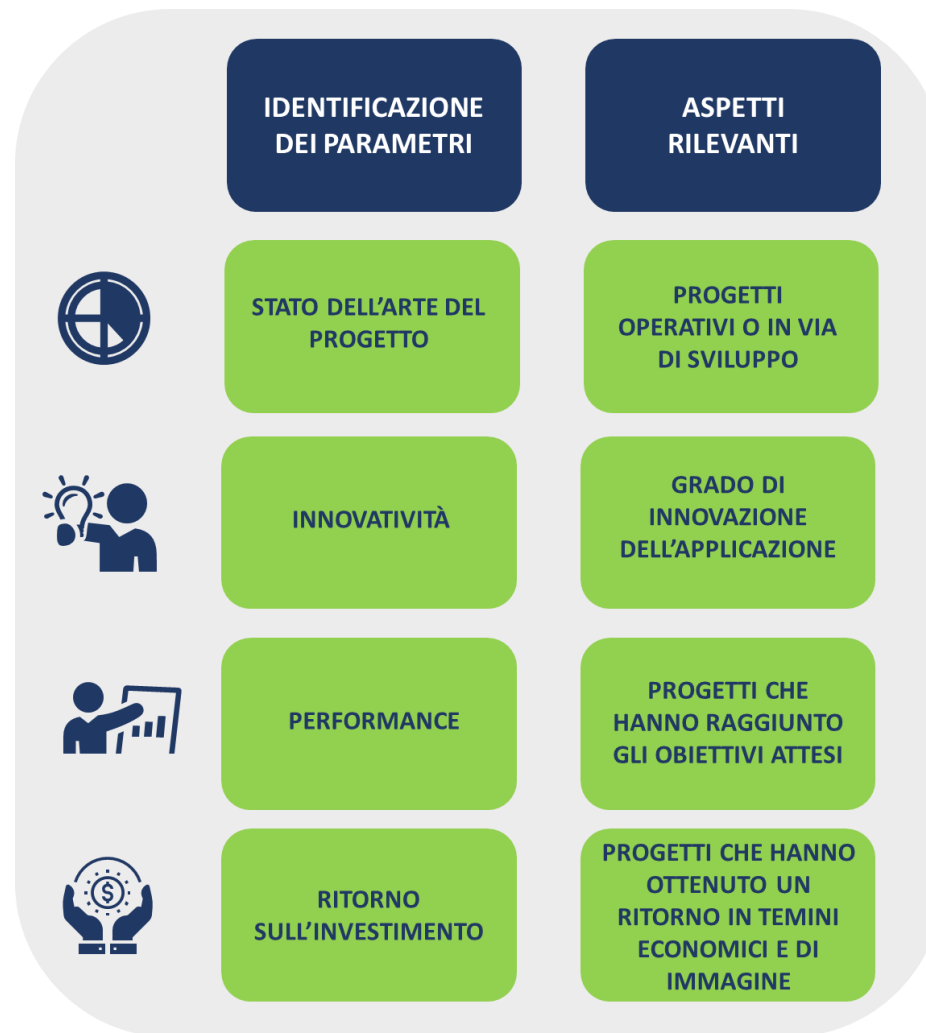 IDENTIFICAZIONE
DEI PARAMETRI
ASPETTI
RILEVANTI
STATO DELL’ARTE DEL
PROGETTO
PROGETTI
OPERATIVI O IN VIA
DI SVILUPPO
INNOVATIVITÀ
GRADO DI
INNOVAZIONE
DELL’APPLICAZIONE
PERFORMANCE
PROGETTI CHE
HANNO RAGGIUNTO
GLI OBIETTIVI ATTESI
$
RITORNO
SULL’INVESTIMENTO
PROGETTI CHE HANNO
OTTENUTO UN
RITORNO IN TEMINI
ECONOMICI E DI
IMMAGINE